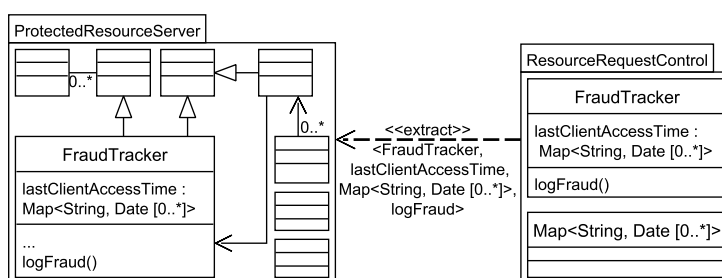 ProtectedResourceServer
0..*
0..*
FraudTracker
lastClientAccessTime :
Map<String, Date [0..*]>
...
logFraud()
<<extract>>
<FraudTracker,
lastClientAccessTime,
Map<String, Date [0..*]>,
logFraud>
ResourceRequestControl
FraudTracker
lastClientAccessTime :
Map<String, Date [0..*]>
logFraud()
Map<String, Date [0..*]>